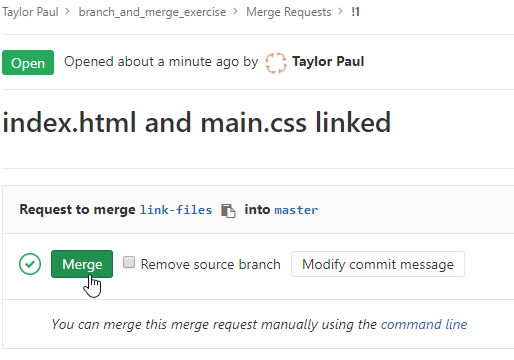 Taylor Paul > branch_and_merge_exercise > Merge Requests > !1
Open Opened about a minute ago by Taylor Paul
index.html and main.css linked
Request to merge link-files into master
Merge Remove source branch Modify commit message
You can merge this merge request manually using the command line